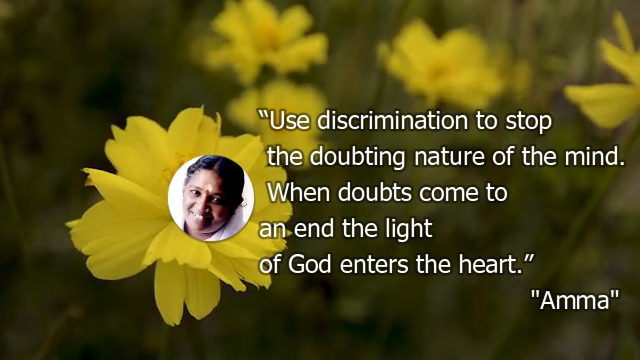 “Use discrimination to stop
the doubting nature of the mind.
When doubts come to
an end the light
of God enters the heart.”
"Amma"